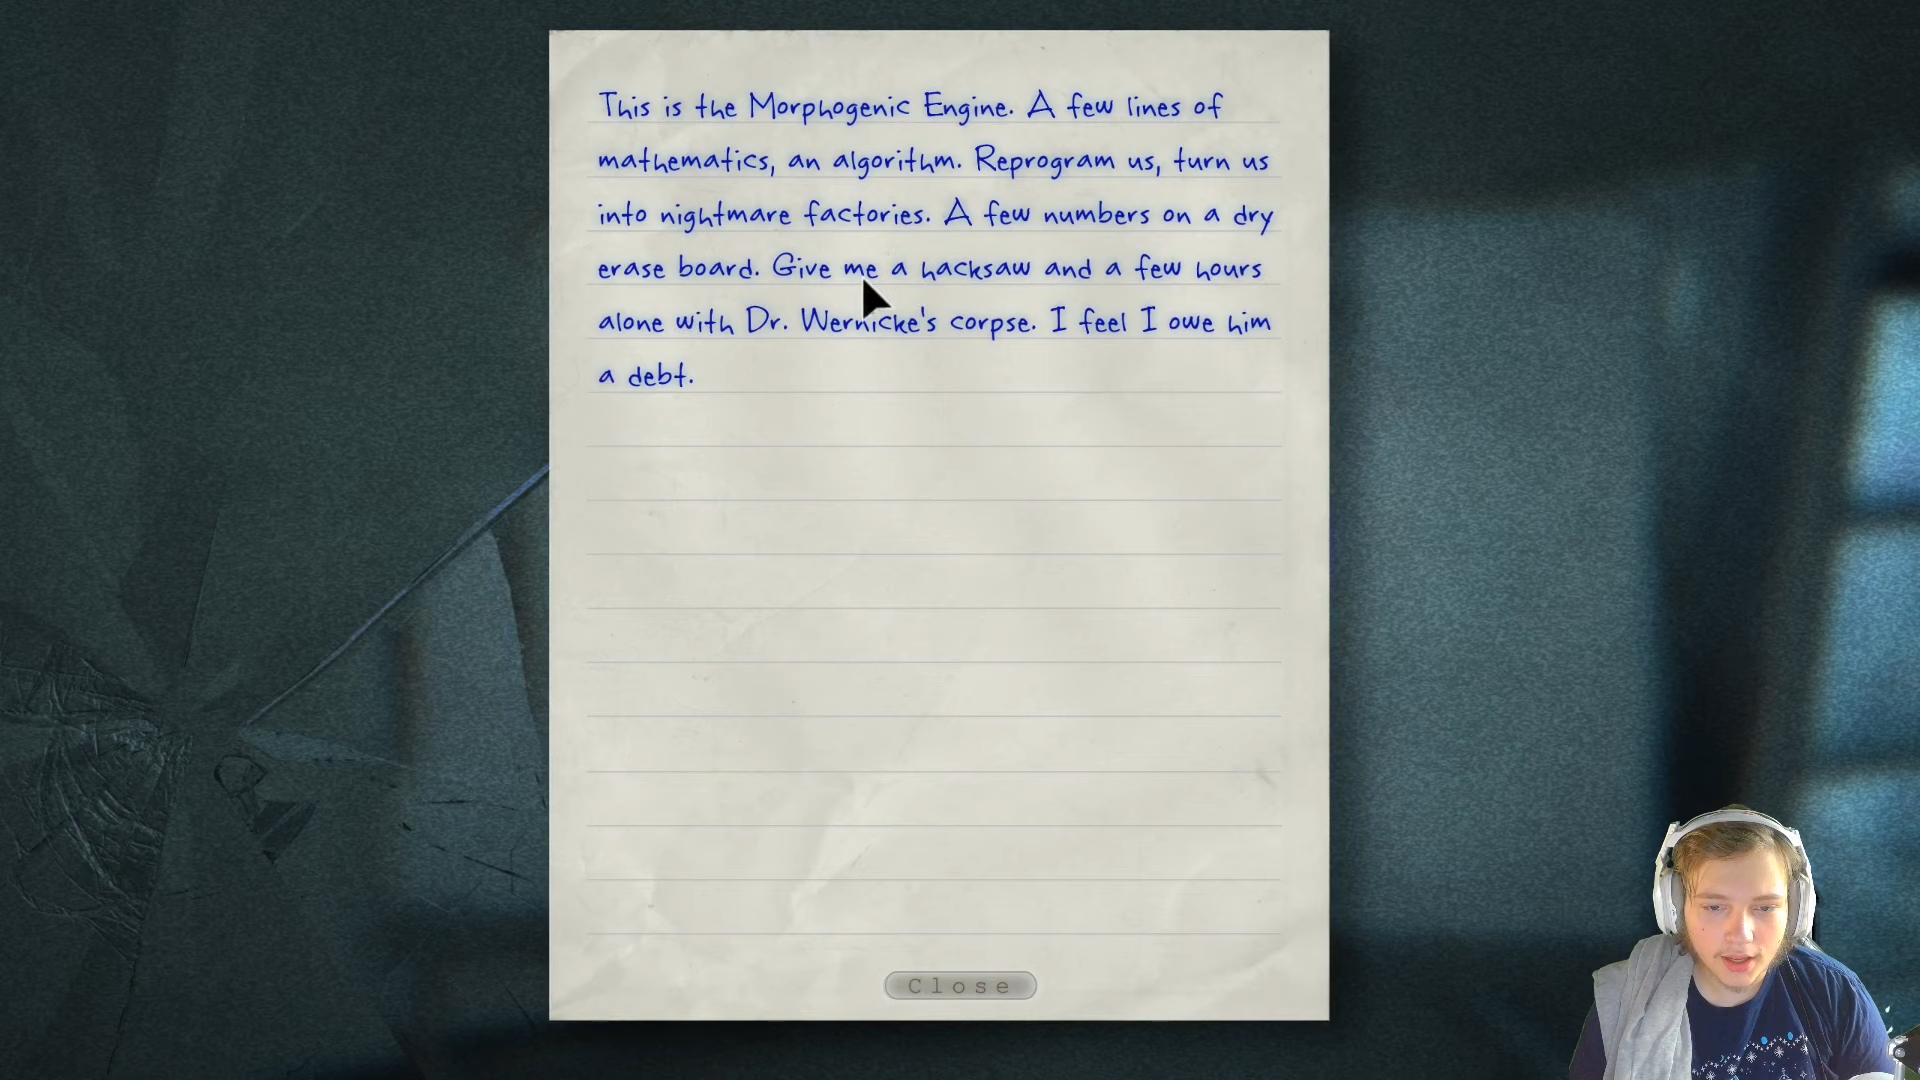 This is the Morphogenic Engine. A few lines of
mathematics, an algorithm. Reprogram us, turn us
into nightmare factories. A few numbers on a dry
erase board. Give me a hacksaw and a few hours
alone with Dr. Wernicke's corpse. I feel I owe him
a debt.
Close